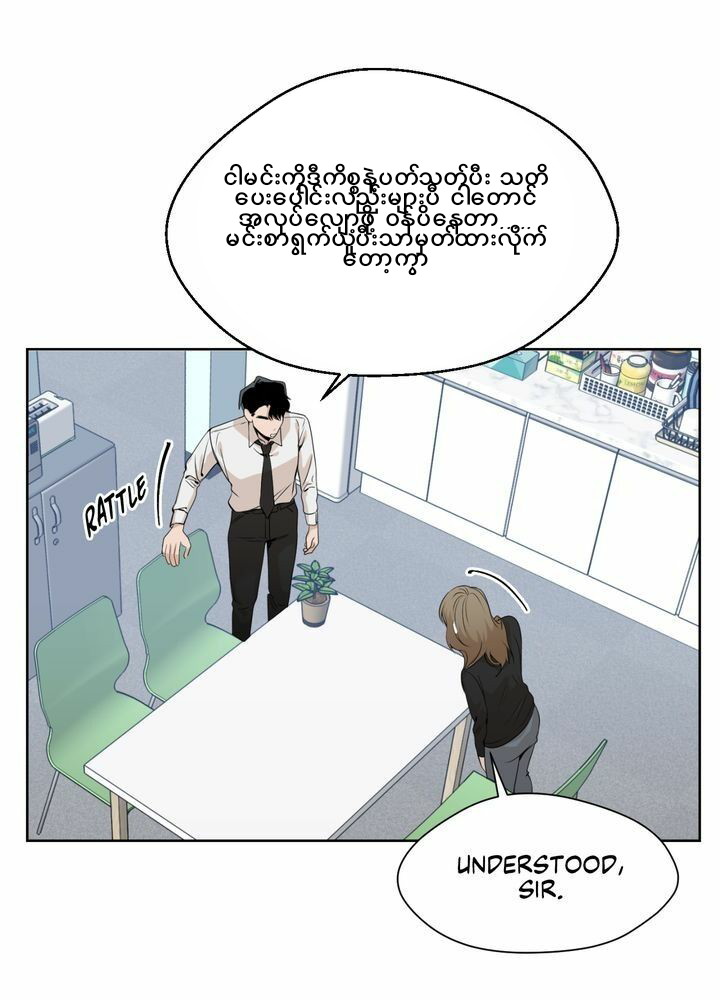 ငါမင်းကိုဒီကိစ္စနဲ့ပတ်သတ်ပီး သတိ
ပေးပေါင်းလည်းများပီ ငါတောင်
အလုပ်လျော့ဖို့ ဝန်ပိနေတာ.....
မင်းစာရွက်ယူပီးသာမှတ်ထားလိုက်
တော့ကွာ
RATTLE
UNDERSTOOD,
SIR.